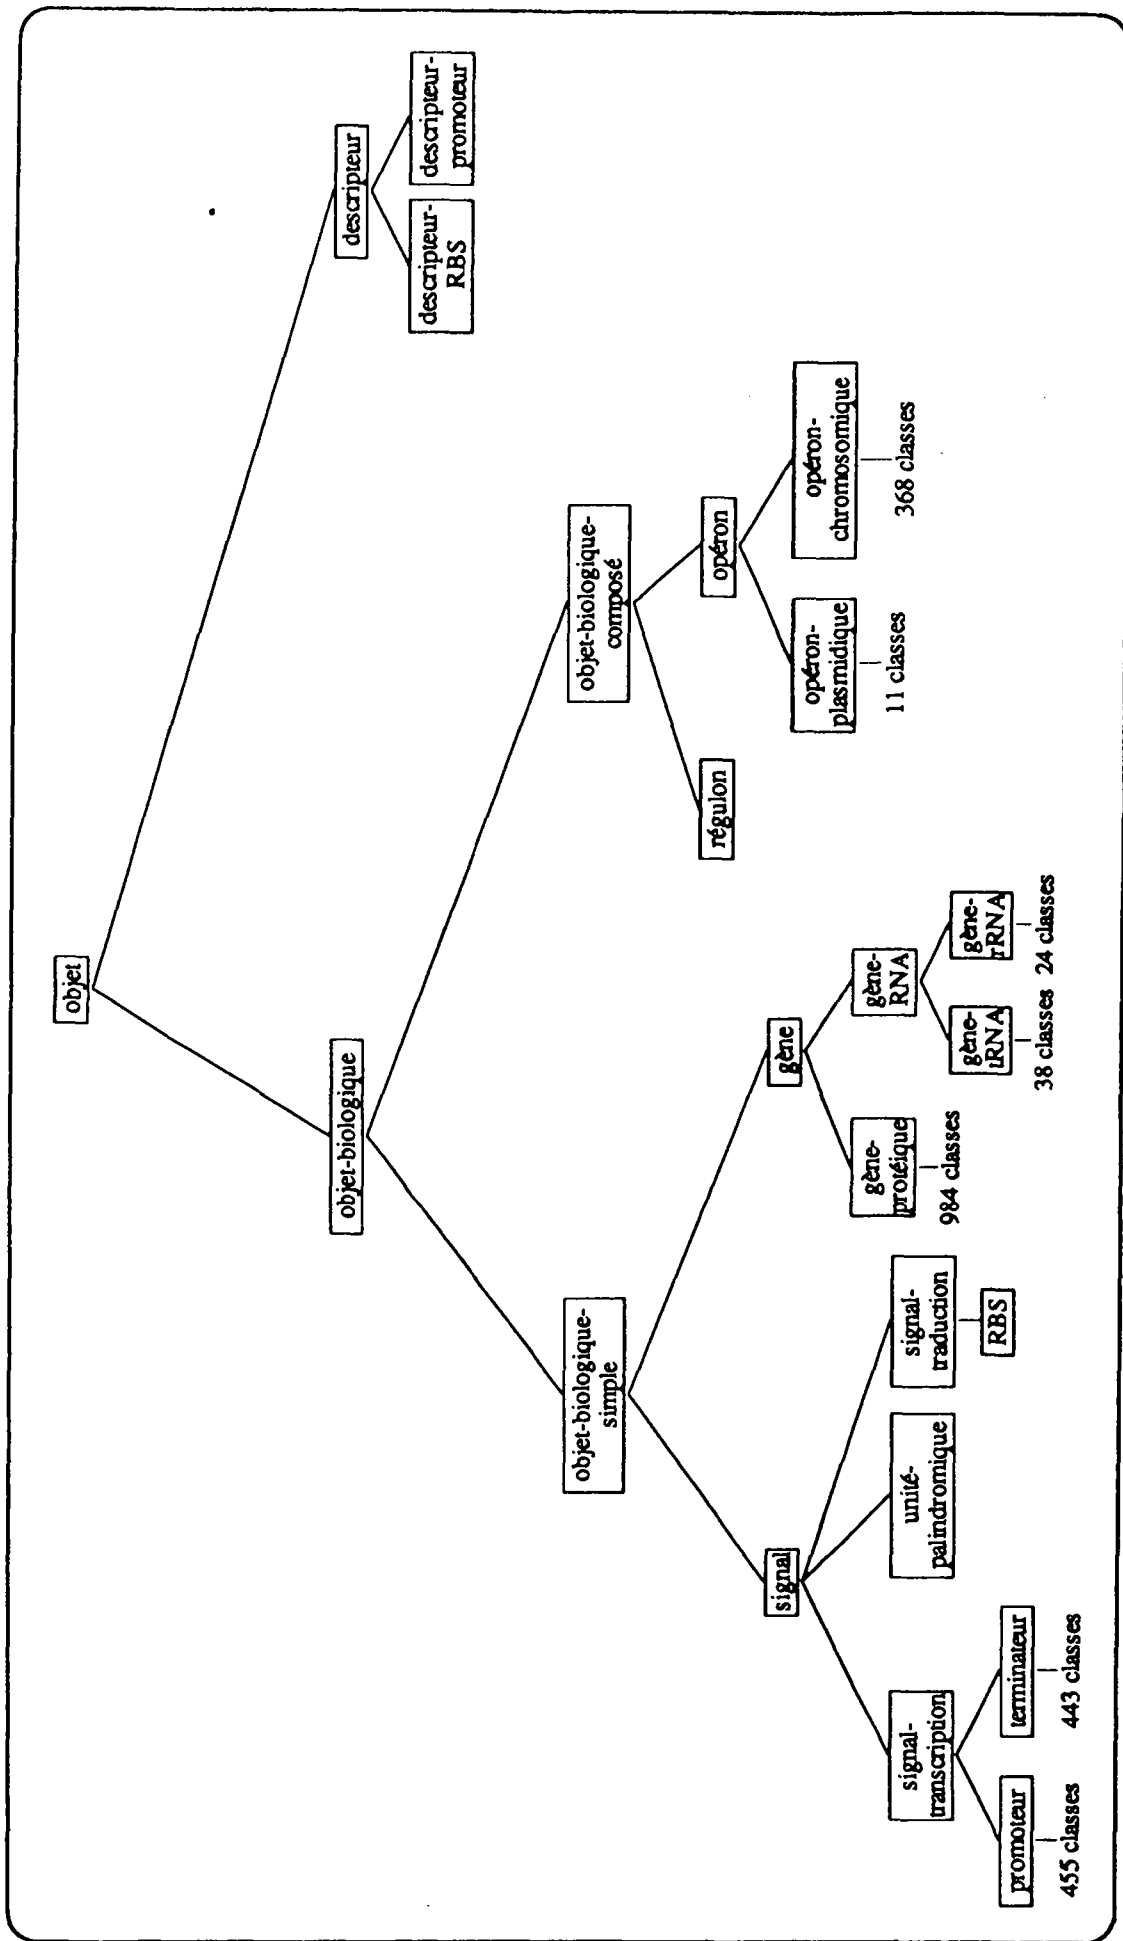 objet
objet-biologique
descripteur
descripteur-
RBS
descripteur-
promoteur
objet-biologique-
simple
objet-biologique-
composé
signal
gène
régulon
opéron
signal-
transcription
unité-
palindromique
signal-
traduction
gène-
protéique
gène-
RNA
opéron-
plasmidique
opéron-
chromosomique
promoteur
terminateur
RBS
984 classes
gène-
tRNA
gène-
rRNA
11 classes
368 classes
455 classes
443 classes
38 classes
24 classes